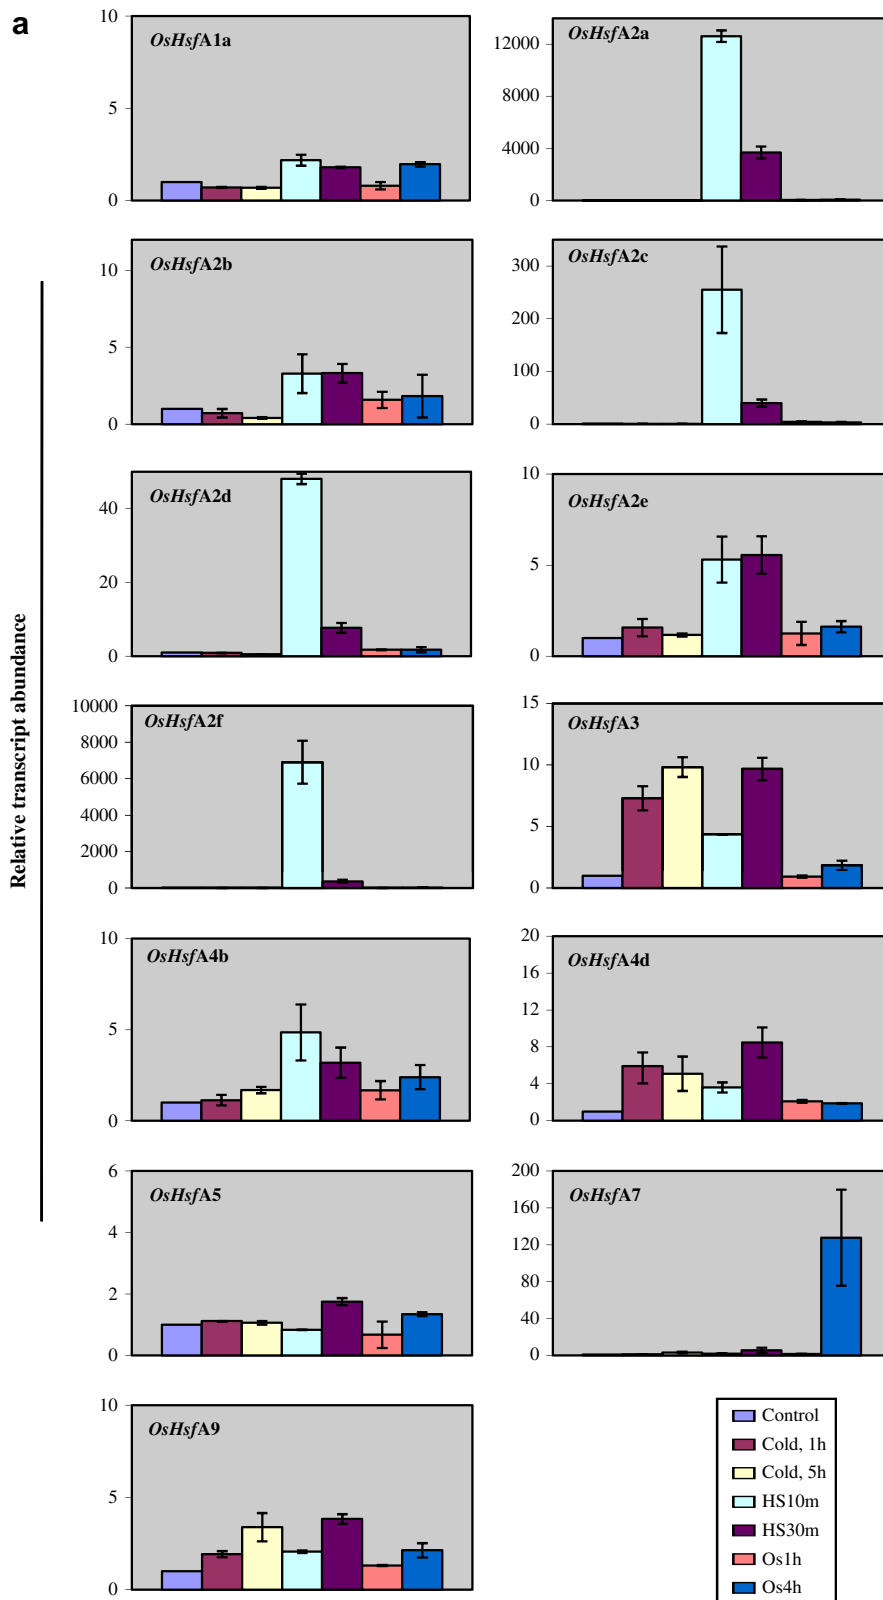 a
Relative transcript abundance
OsHsfA1a
10
5
0
OsHsfA2a
12000
8000
4000
0
OsHsfA2b
10
5
0
OsHsfA2c
300
200
100
0
OsHsfA2d
40
20
0
OsHsfA2e
10
5
0
OsHsfA2f
10000
8000
6000
4000
2000
0
OsHsfA3
15
10
5
0
OsHsfA4b
10
5
0
OsHsfA4d
20
16
12
8
4
0
OsHsfA5
6
4
2
0
OsHsfA7
200
160
120
80
40
0
OsHsfA9
10
5
0
Control
Cold, 1h
Cold, 5h
HS10m
HS30m
Os1h
Os4h